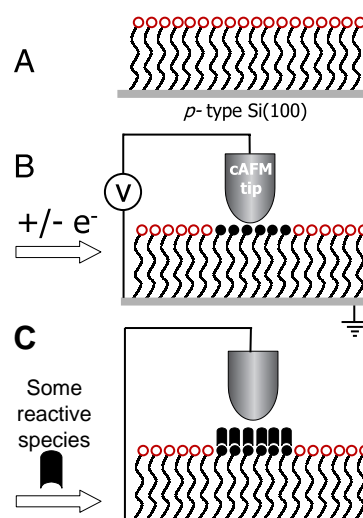 A
p- type Si(100)
B
cAFM
tip
V
+/- e-
C
Some
reactive
species